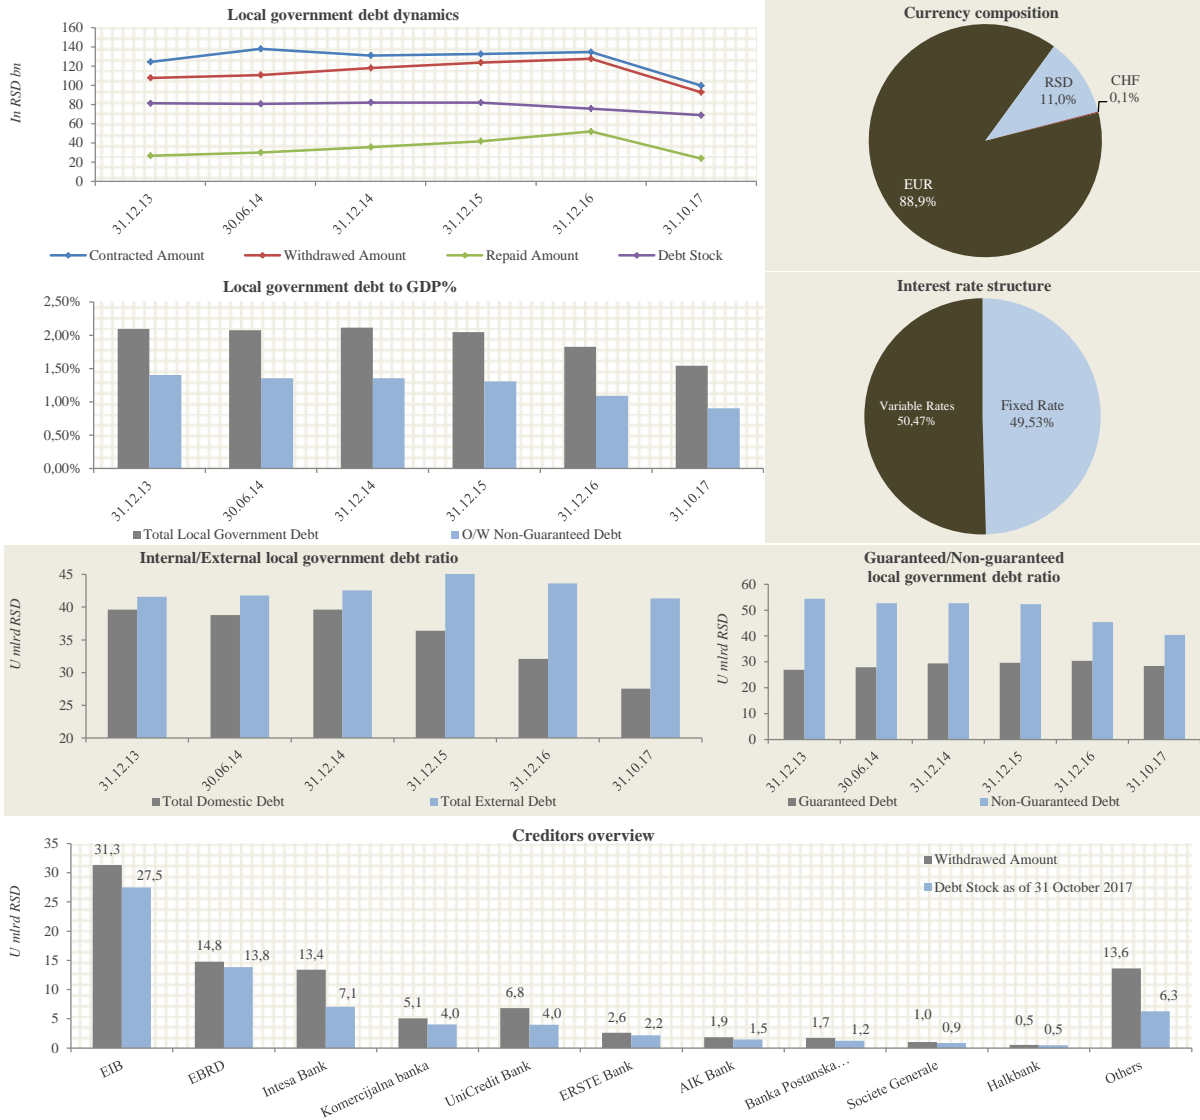 Local government debt dynamics
In RSD bn
160
140
120
100
80
60
40
20
0
31.12.13
30.06.14
31.12.14
31.12.15
31.12.16
31.10.17
Contracted Amount
Withdrawed Amount
Repaid Amount
Debt Stock
Currency composition
RSD
11,0%
CHF
0,1%
EUR
88,9%
Local government debt to GDP%
2,50%
2,00%
1,50%
1,00%
0,50%
0,00%
31.12.13
30.06.14
31.12.14
31.12.15
31.12.16
31.10.17
Total Local Government Debt
O/W Non-Guaranteed Debt
Interest rate structure
Variable Rates
50,47%
Fixed Rate
49,53%
Internal/External local government debt ratio
U mlrd RSD
45
40
35
30
25
20
31.12.13
30.06.14
31.12.14
31.12.15
31.12.16
31.10.17
Total Domestic Debt
Total External Debt
Guaranteed/Non-guaranteed
local government debt ratio
U mlrd RSD
60
50
40
30
20
10
0
31.12.13
30.06.14
31.12.14
31.12.15
31.12.16
31.10.17
Guaranteed Debt
Non-Guaranteed Debt
Creditors overview
U mlrd RSD
35
30
25
20
15
10
5
0
Withdrawed Amount
Debt Stock as of 31 October 2017
31,3
27,5
14,8
13,8
13,4
7,1
5,1
4,0
6,8
4,0
2,6
2,2
1,9
1,5
1,7
1,2
1,0
0,9
0,5
0,5
13,6
6,3
EIB
EBRD
Intesa Bank
Komercijalna banka
UniCredit Bank
ERSTE Bank
AIK Bank
Banka Postanska…
Societe Generale
Halkbank
Others